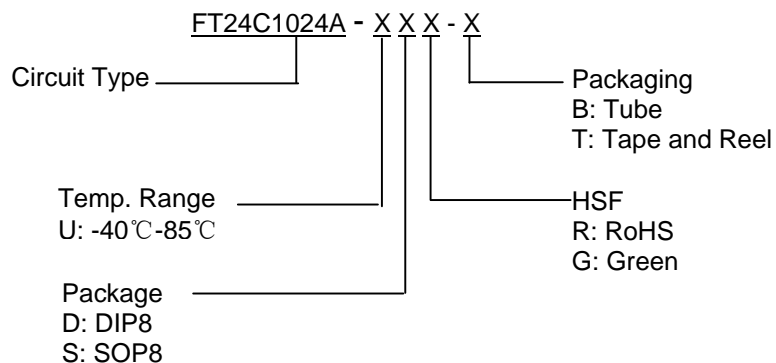 FT24C1024A - X X X - X
Circuit Type
Packaging
B: Tube
T: Tape and Reel
Temp. Range
U: -40℃-85℃
HSF
R: RoHS
G: Green
Package
D: DIP8
S: SOP8